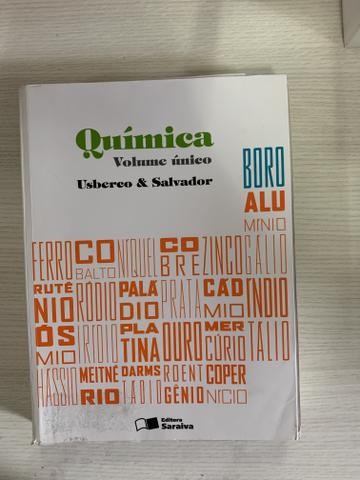 Química
Volume único
Usberco & Salvador
BORO
ALU
MÍNIO
FERRO CO NÍQUEL CO ZINCO GÁLIO
BALTO BRE
RUTÊ RÓDIO PALÁ PRATA CÁD ÍNDIO
NIO DIO MIO
ÓS IRÍDIO PLA OURO MER TÁLIO
MIO TINA CÚRIO
HÁSSIO MEITNÉ DARMS ROENT COPER
RIO TÁDIO GÊNIO NÍCIO
Editora
Saraiva